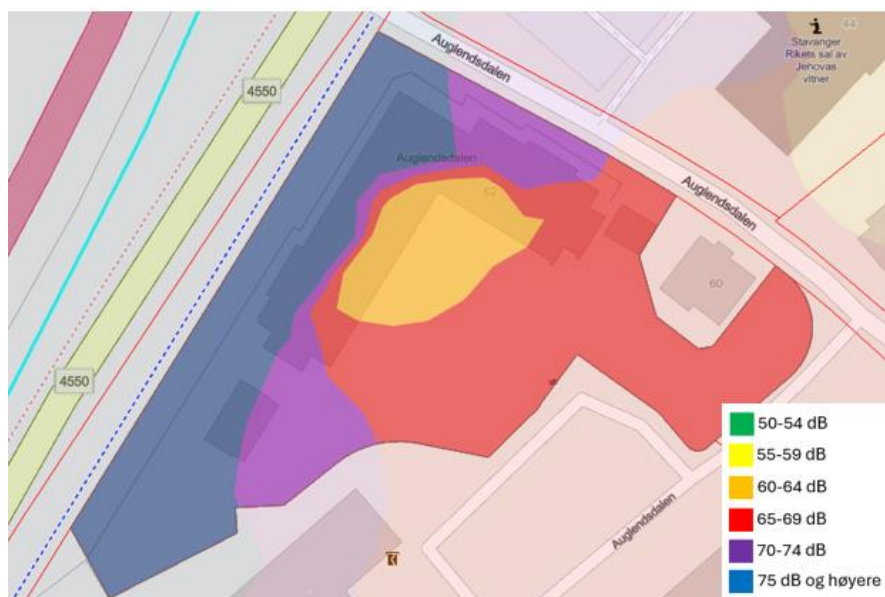 Auglendsdalen
44
Stavanger
Rikets sal av
Jehovas
vitner
4550
Auglendsdalen
62
Auglendsdalen
60
4550
Auglendsdalen
50-54 dB
55-59 dB
60-64 dB
65-69 dB
70-74 dB
75 dB og høyere